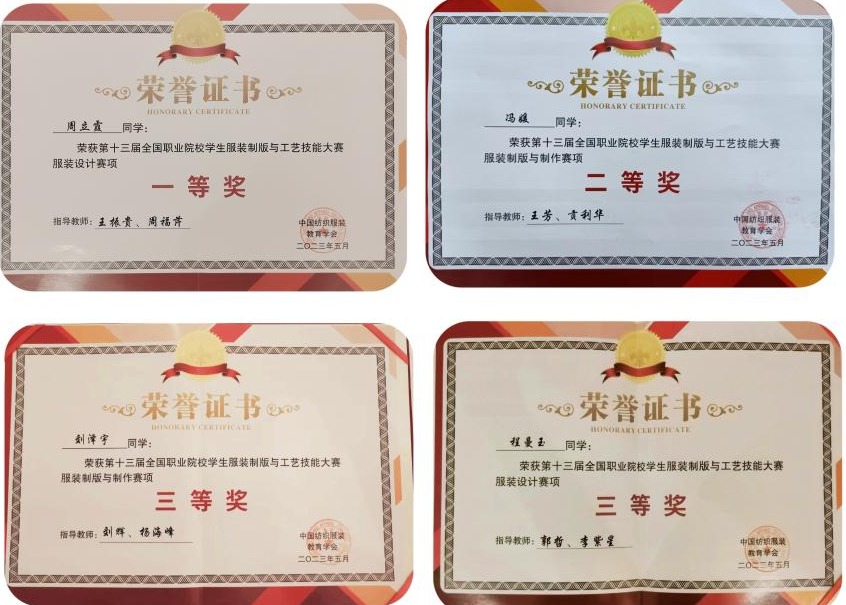 荣誉证书
HONORARY CERTIFICATE
周立霞 同学:
荣获第十三届全国职业院校学生服装制版与工艺技能大赛
服装设计赛项
一等奖
指导教师: 王振贵、周福萍
中国纺织服装
教育学会
二〇二三年五月
荣誉证书
HONORARY CERTIFICATE
冯媛 同学:
荣获第十三届全国职业院校学生服装制版与工艺技能大赛
服装制版与制作赛项
二等奖
指导教师: 王芳、贡利华
中国纺织服装
教育学会
二〇二三年五月
荣誉证书
HONORARY CERTIFICATE
刘泽宇 同学:
荣获第十三届全国职业院校学生服装制版与工艺技能大赛
服装制版与制作赛项
三等奖
指导教师: 刘辉、杨海峰
中国纺织服装
教育学会
二〇二三年五月
荣誉证书
HONORARY CERTIFICATE
程曼玉 同学:
荣获第十三届全国职业院校学生服装制版与工艺技能大赛
服装设计赛项
三等奖
指导教师: 郭哲、李紫星
中国纺织服装
教育学会
二〇二三年五月